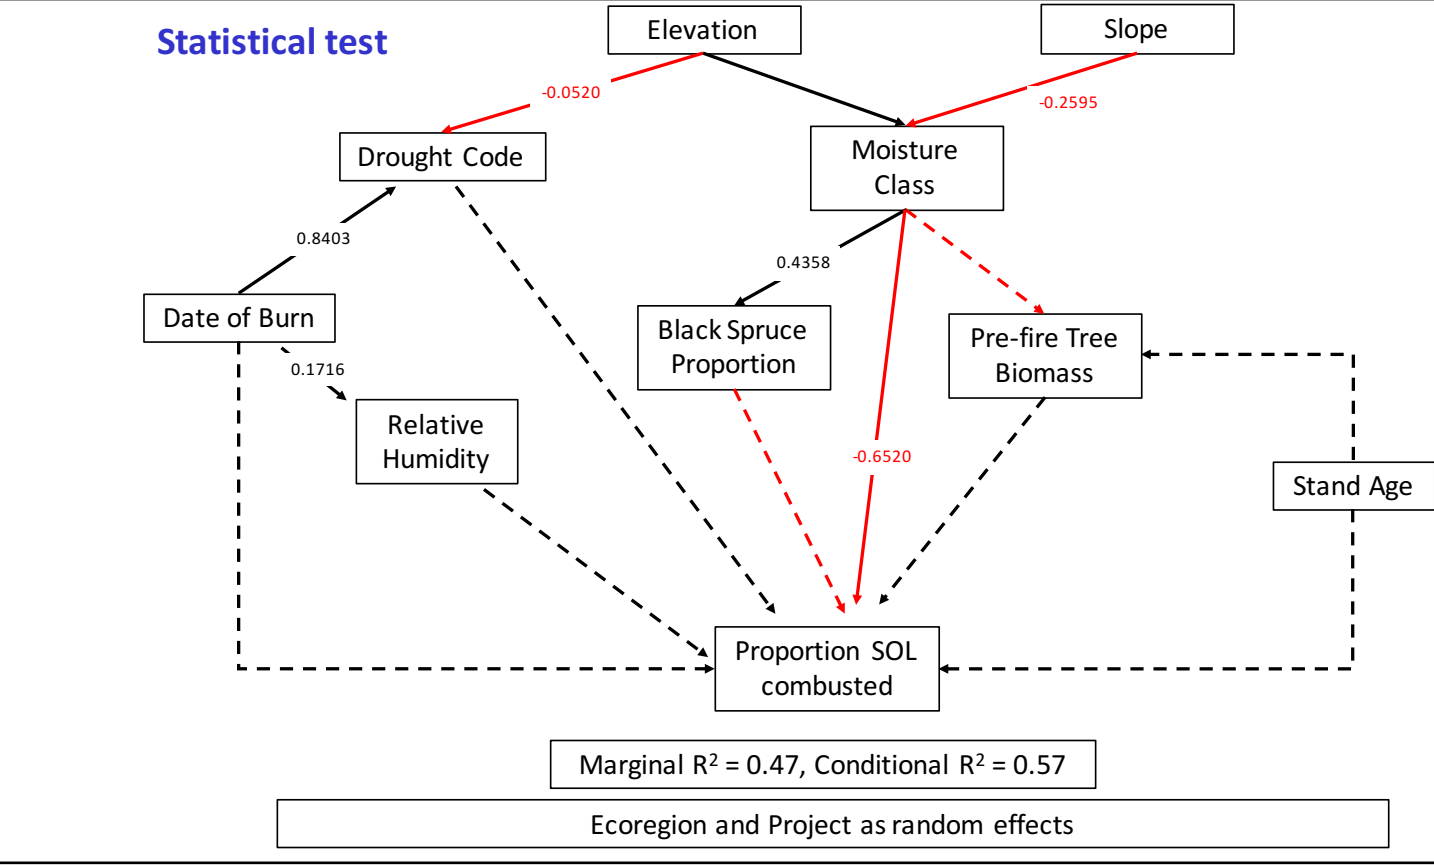 Statistical test
Elevation
Slope
-0.0520
-0.2595
Drought Code
Moisture
Class
0.8403
0.4358
Date of Burn
Black Spruce
Proportion
Pre-fire Tree
Biomass
0.1716
Relative
Humidity
-0.6520
Stand Age
Proportion SOL
combusted
Marginal R² = 0.47, Conditional R² = 0.57
Ecoregion and Project as random effects